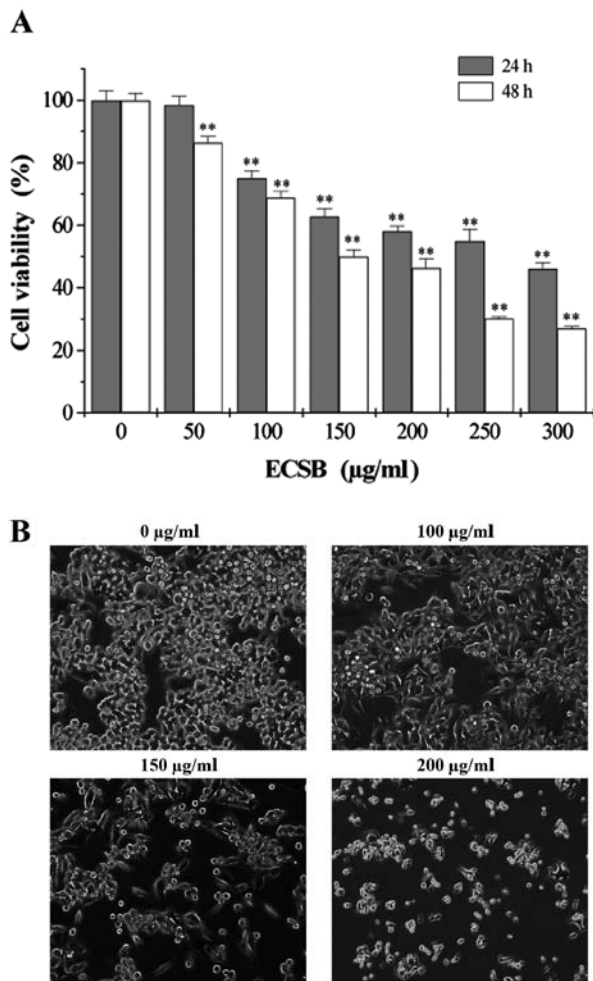 A
24 h
48 h
Cell viability (%)
100
80
60
40
20
0
**
** **
** **
** **
** **
** **
0 50 100 150 200 250 300
ECSB (µg/ml)
B
0 µg/ml 100 µg/ml
150 µg/ml 200 µg/ml